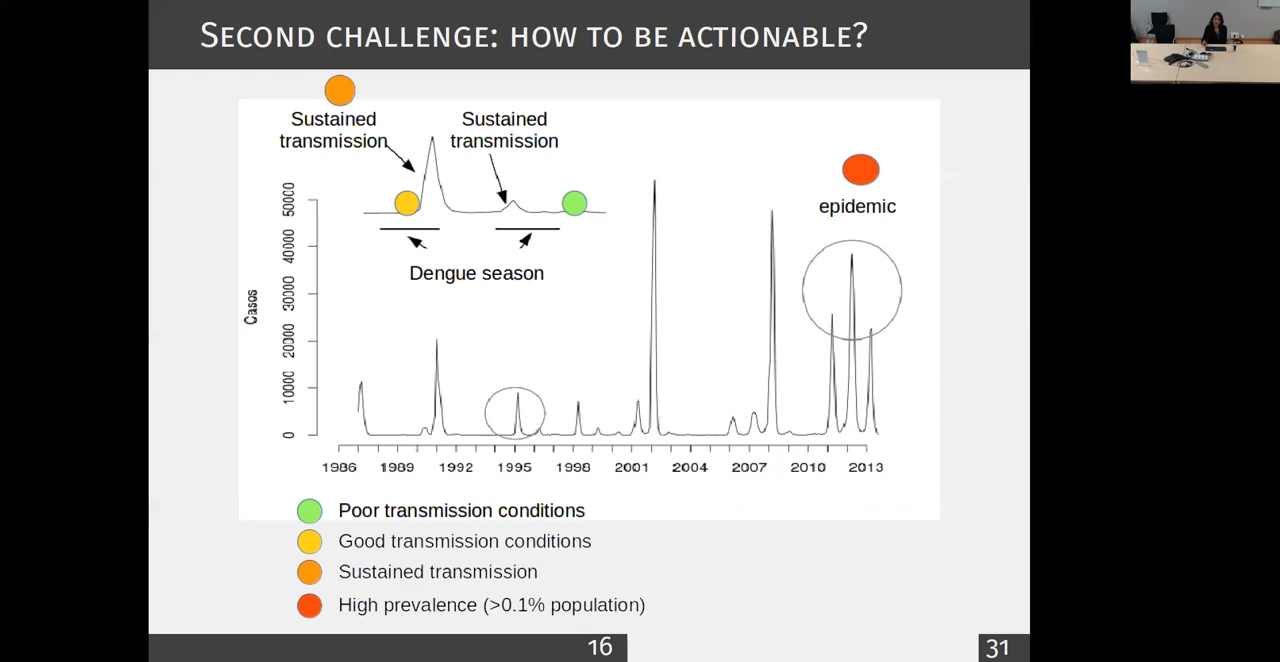 SECOND CHALLENGE: HOW TO BE ACTIONABLE?
Sustained
transmission
Sustained
transmission
epidemic
Dengue season
Casos
50000
40000
30000
20000
10000
0
1986 1989 1992 1995 1998 2001 2004 2007 2010 2013
Poor transmission conditions
Good transmission conditions
Sustained transmission
High prevalence (>0.1% population)
16
31